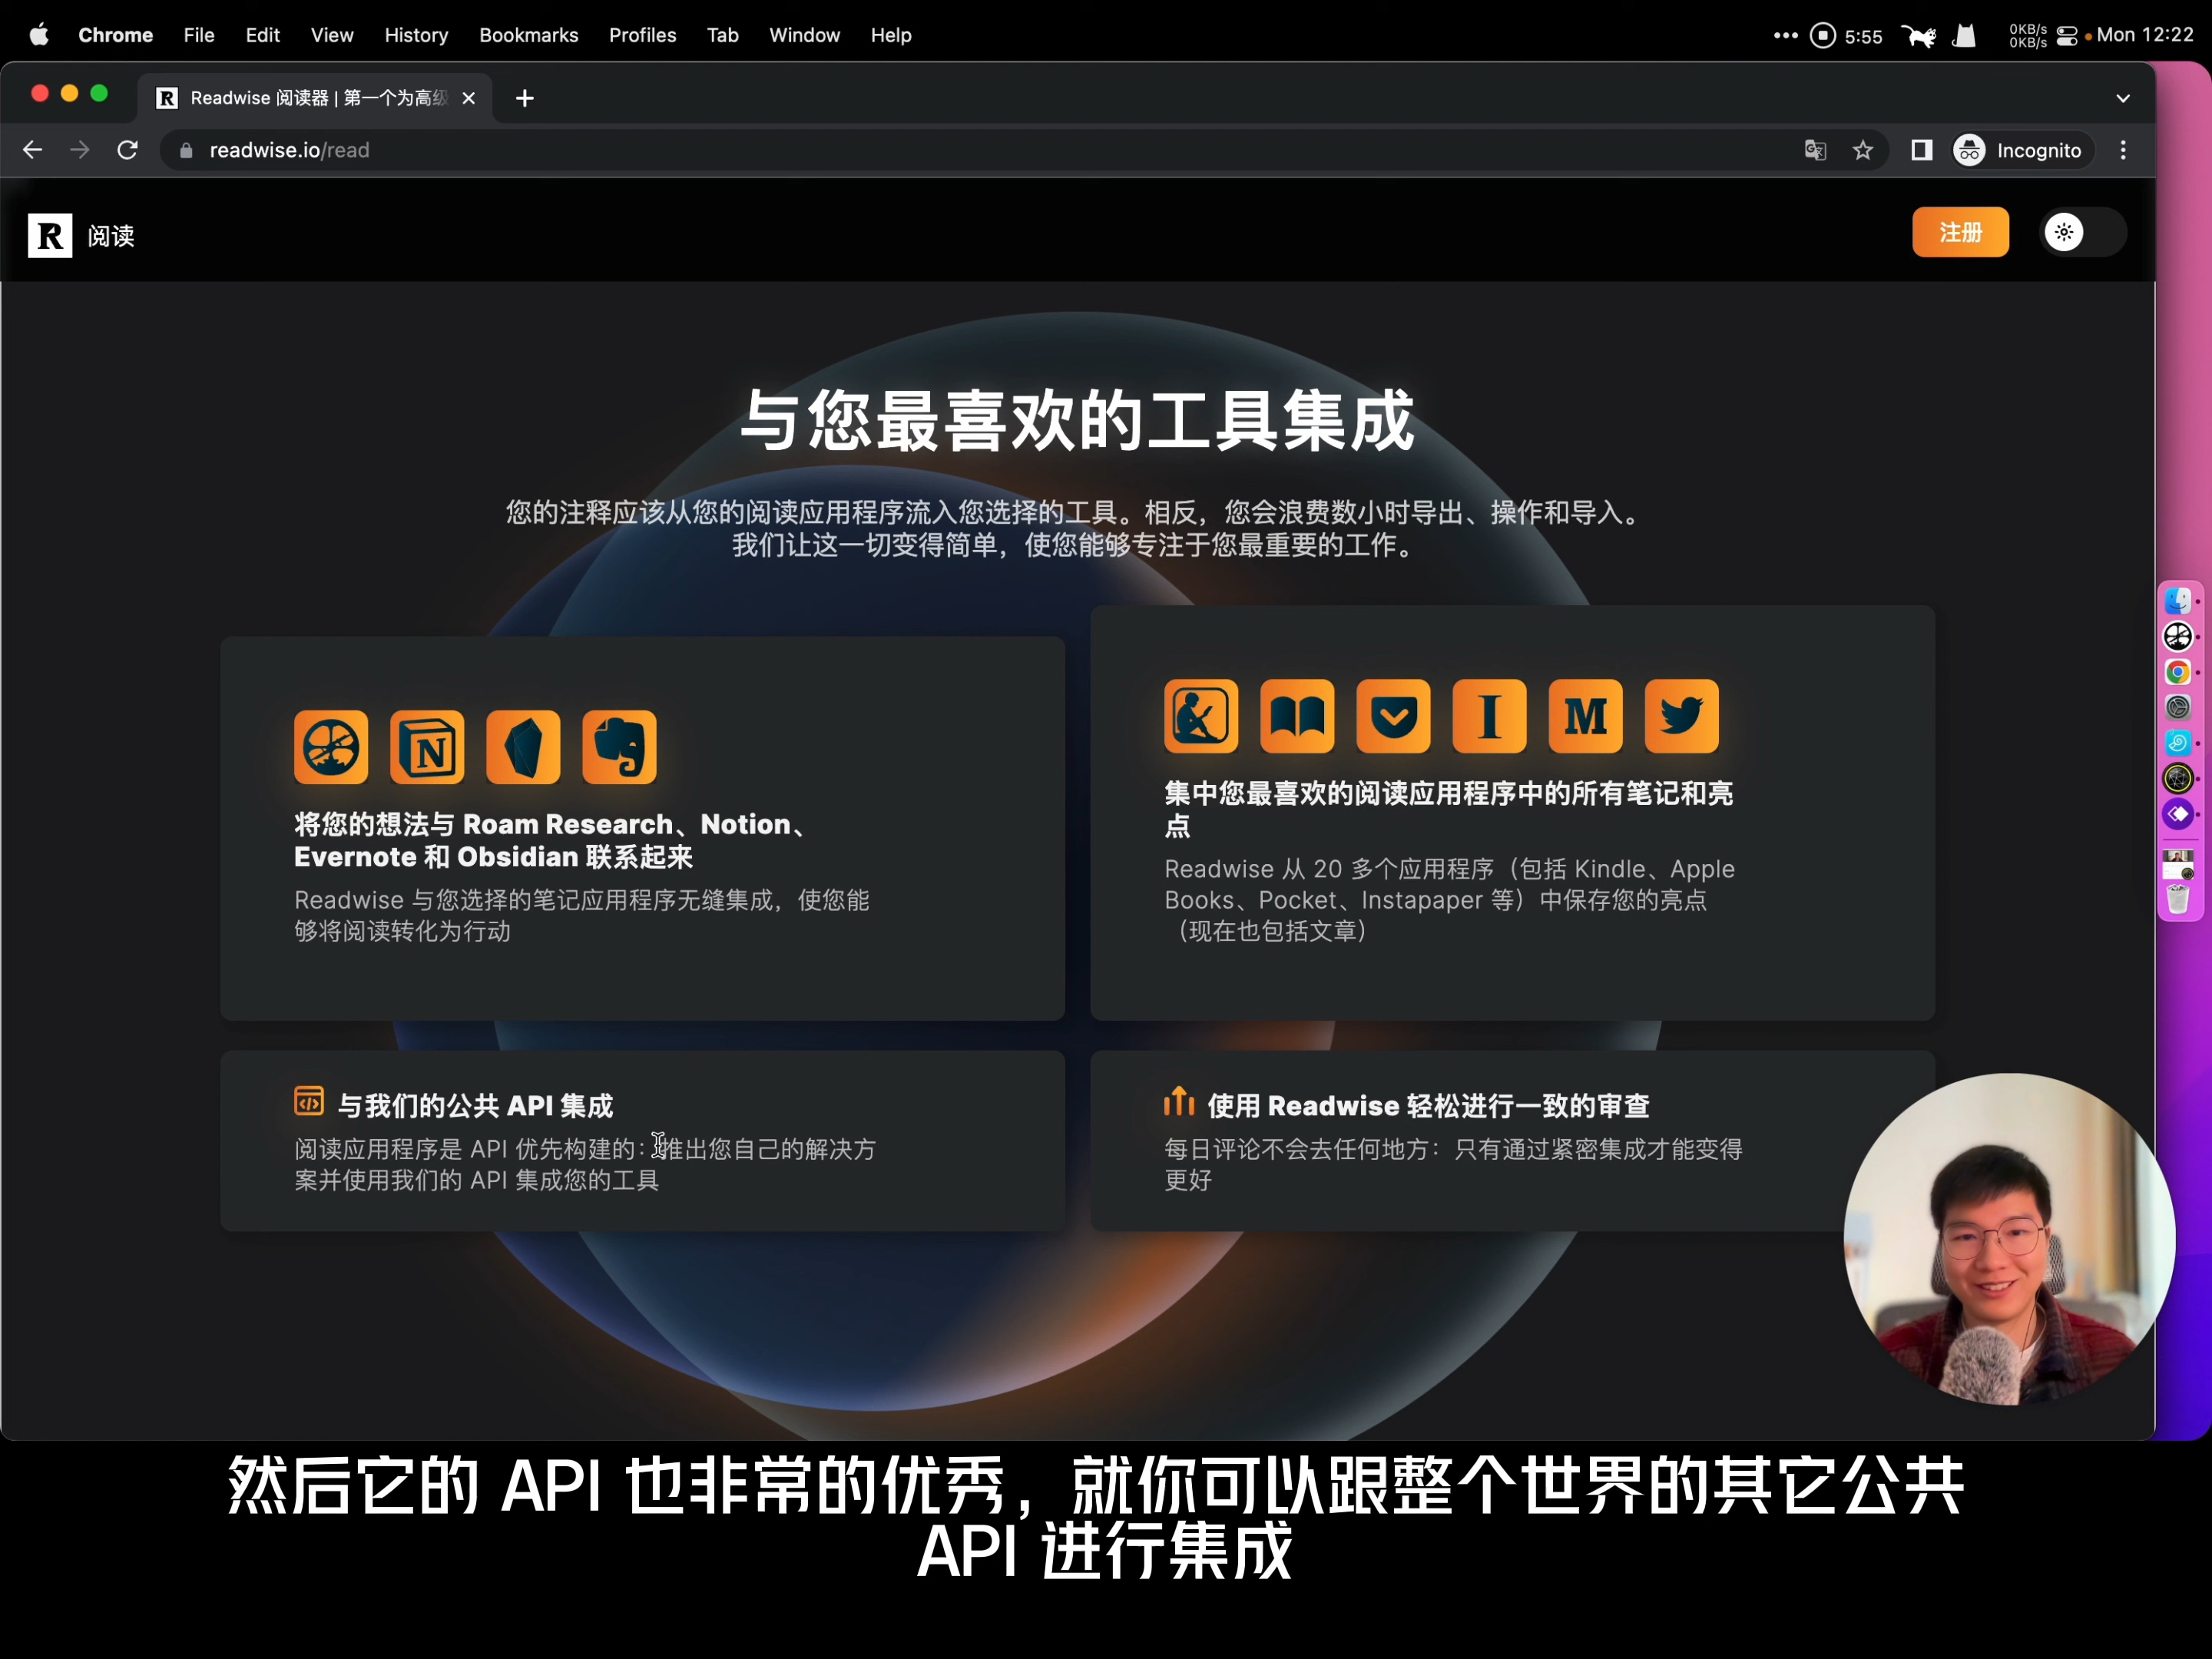 Chrome File Edit View History Bookmarks Profiles Tab Window Help
5:55
0KB/s
0KB/s
Mon 12:22
Readwise 阅读器 | 第一个为高级
readwise.io/read
Incognito
R 阅读
注册
与您最喜欢的工具集成
您的注释应该从您的阅读应用程序流入您选择的工具。相反，您会浪费数小时导出、操作和导入。
我们让这一切变得简单，使您能够专注于您最重要的工作。
将您的想法与 Roam Research、Notion、
Evernote 和 Obsidian 联系起来
Readwise 与您选择的笔记应用程序无缝集成，使您能
够将阅读转化为行动
集中您最喜欢的阅读应用程序中的所有笔记和亮
点
Readwise 从 20 多个应用程序（包括 Kindle、Apple
Books、Pocket、Instapaper 等）中保存您的亮点
（现在也包括文章）
与我们的公共 API 集成
阅读应用程序是 API 优先构建的：推出您自己的解决方
案并使用我们的 API 集成您的工具
使用 Readwise 轻松进行一致的审查
每日评论不会去任何地方：只有通过紧密集成才能变得
更好
然后它的 API 也非常的优秀，就你可以跟整个世界的其它公共
API 进行集成